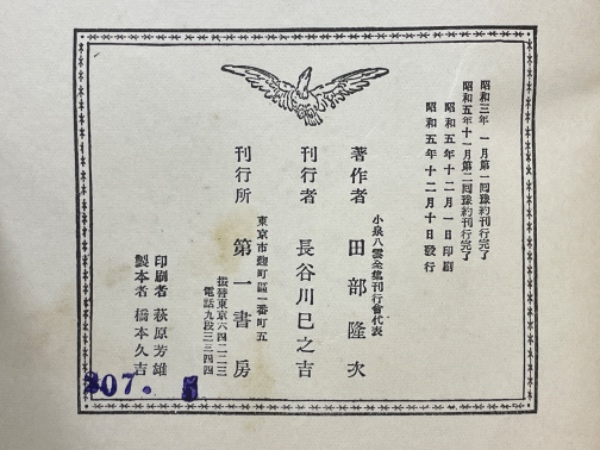 昭和三年一月第一回豫約刊行完了
昭和五年十一月第二回豫約刊行完了
昭和五年十二月一日印刷
昭和五年十二月十日發行
小泉八雲全集刊行會代表
著作者 田部隆次
刊行者 長谷川巳之吉
東京市麹町區一番町五
刊行所 第一書房
振替東京六四二二三
電話九段三三四四
印刷者 萩原芳雄
製本者 橋本久吉
807. 5